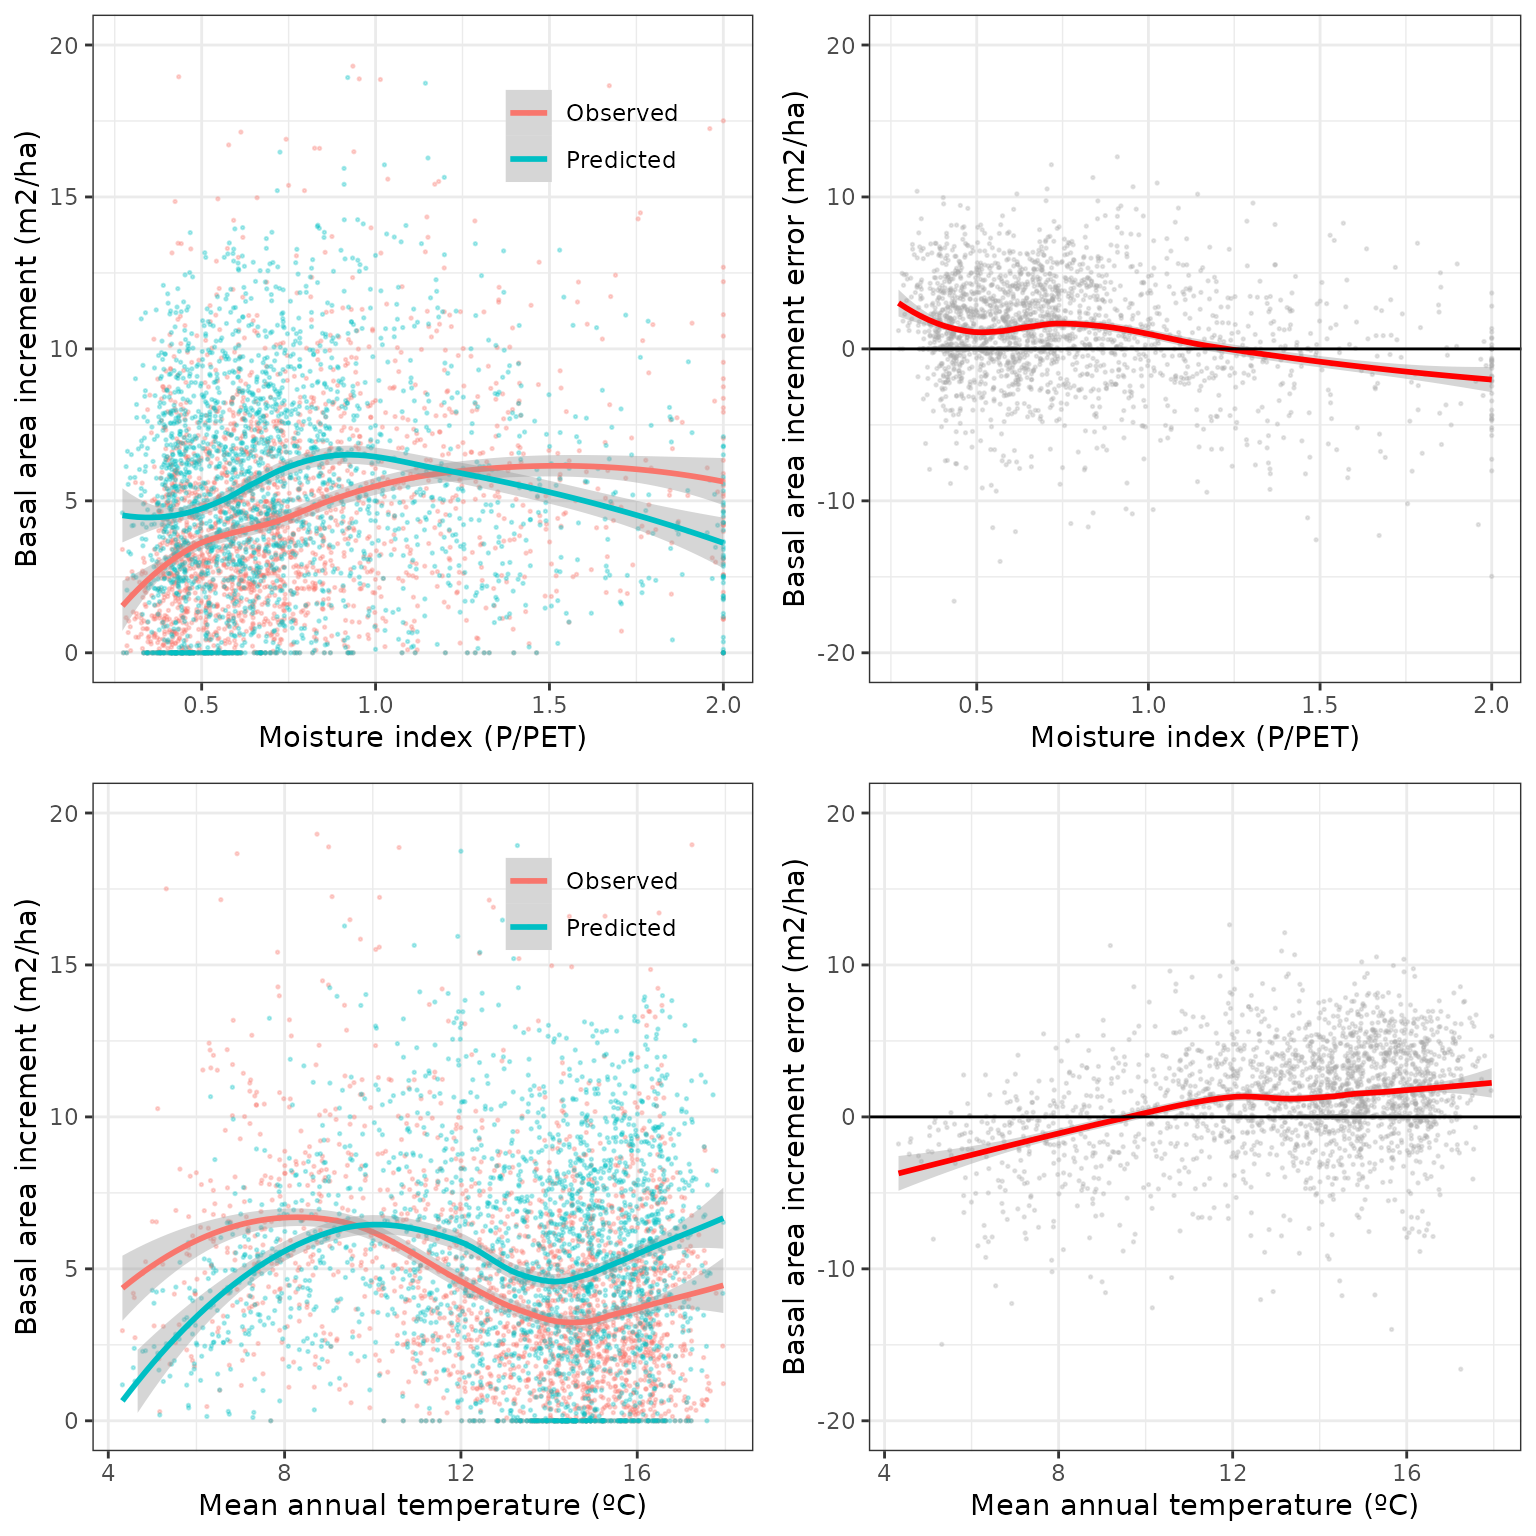 Basal area increment (m2/ha)
20
15
10
5
0
Observed
Predicted
0.5 1.0 1.5 2.0
Moisture index (P/PET)
Basal area increment error (m2/ha)
20
10
0
-10
-20
0.5 1.0 1.5 2.0
Moisture index (P/PET)
Basal area increment (m2/ha)
20
15
10
5
0
Observed
Predicted
4 8 12 16
Mean annual temperature (ºC)
Basal area increment error (m2/ha)
20
10
0
-10
-20
4 8 12 16
Mean annual temperature (ºC)